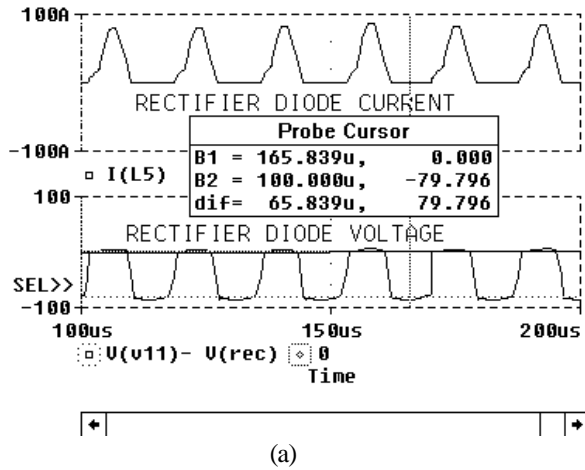 100A
RECTIFIER DIODE CURRENT
-100A
I(L5)
Probe Cursor
B1 = 165.839u, 0.000
B2 = 100.000u, -79.796
dif= 65.839u, 79.796
100
RECTIFIER DIODE VOLTAGE
SEL>>
-100
100us 150us 200us
V(v11)- V(rec) 0
Time
(a)